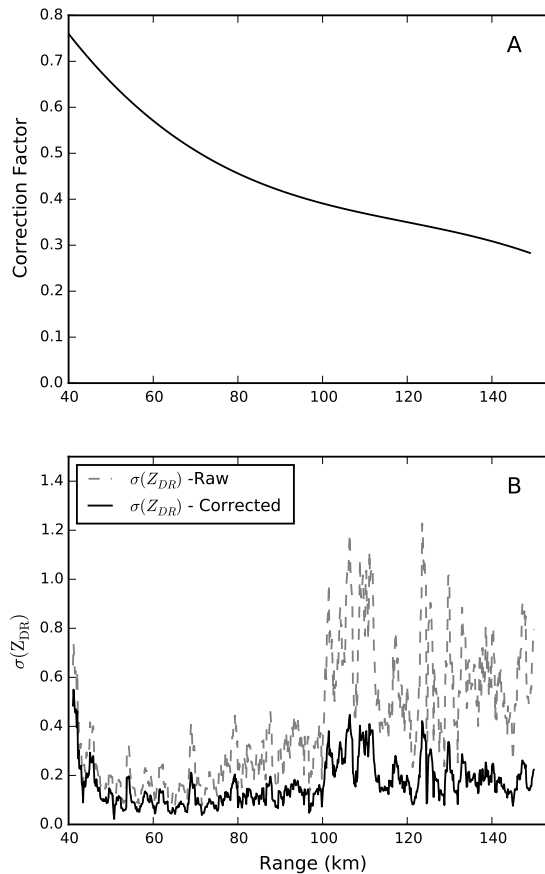 A
0.8
0.7
0.6
0.5
0.4
0.3
0.2
0.1
0.0
Correction Factor
40 60 80 100 120 140
B
σ(Z_DR) -Raw
σ(Z_DR) - Corrected
1.4
1.2
1.0
0.8
0.6
0.4
0.2
0.0
σ(Z_DR)
40 60 80 100 120 140
Range (km)